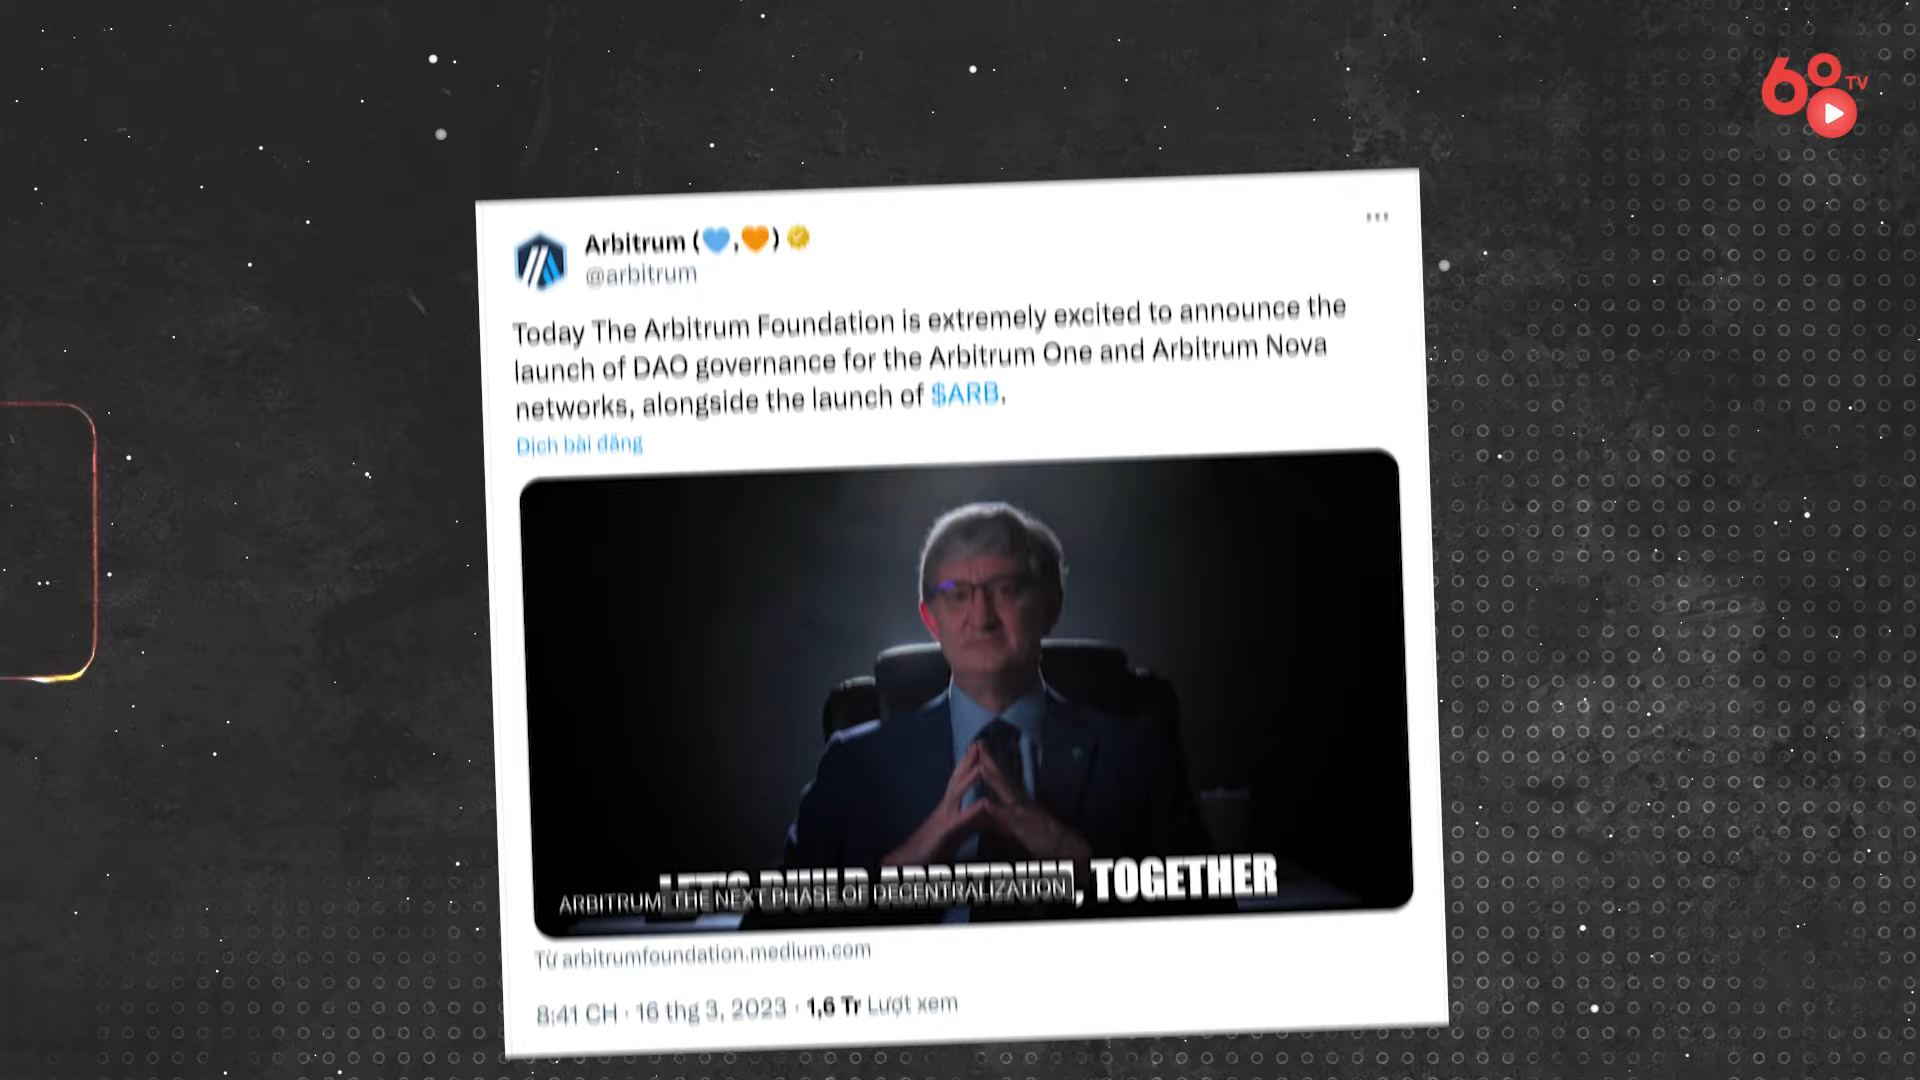 68 TV
Arbitrum (💙,🧡)
@arbitrum
Today The Arbitrum Foundation is extremely excited to announce the
launch of DAO governance for the Arbitrum One and Arbitrum Nova
networks, alongside the launch of $ARB.
Dịch bài đăng
LET'S BUILD ARBITRUM, TOGETHER
ARBITRUM: THE NEXT PHASE OF DECENTRALIZATION
Từ arbitrumfoundation.medium.com
8:41 CH · 16 thg 3, 2023 · 1,6 Tr Lượt xem